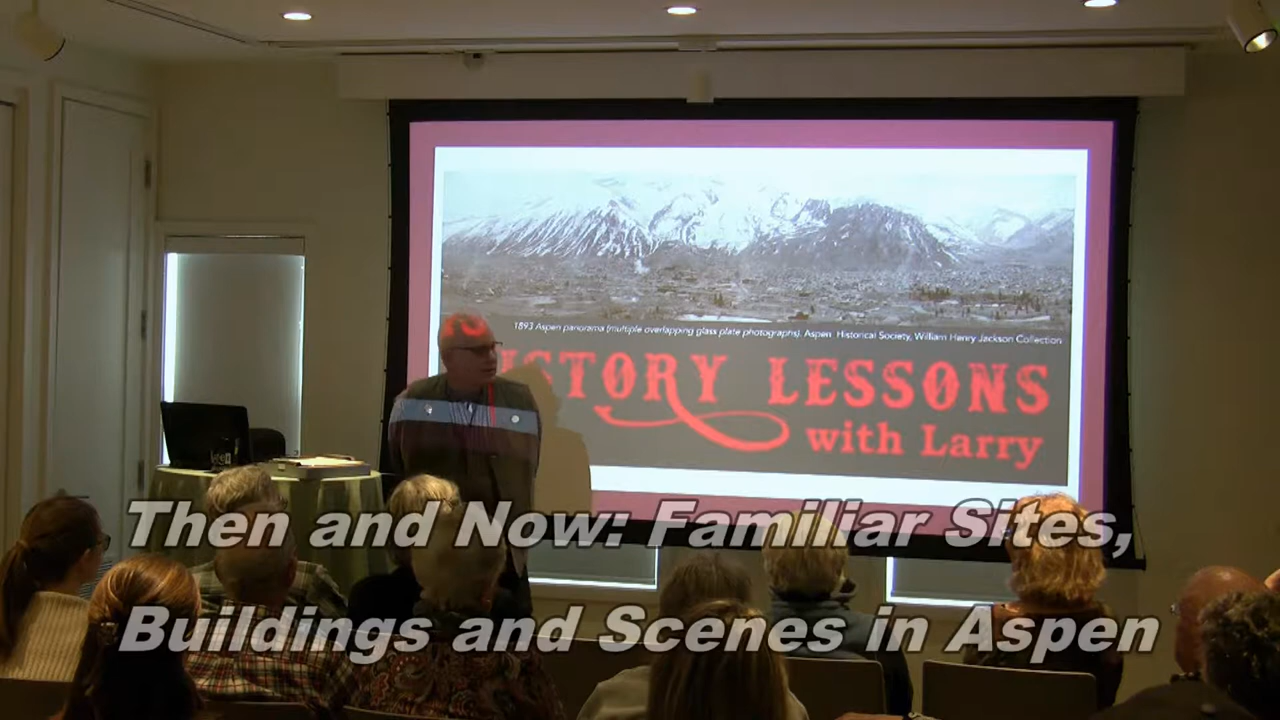 1893 Aspen panorama (multiple overlapping glass plate photographs). Aspen Historical Society, William Henry Jackson Collection
HISTORY LESSONS
with Larry
Then and Now: Familiar Sites,
Buildings and Scenes in Aspen